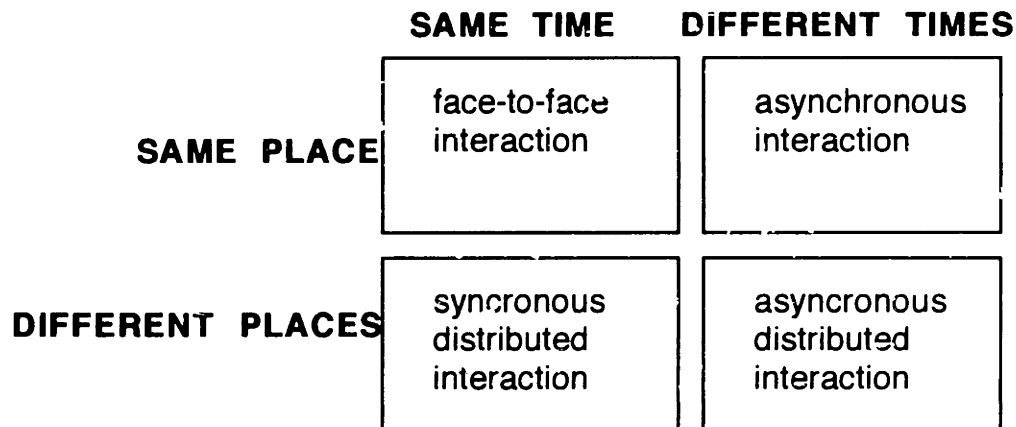 SAME TIME DIFFERENT TIMES
SAME PLACE
face-to-face
interaction
asynchronous
interaction
DIFFERENT PLACES
syncronous
distributed
interaction
asyncronous
distributed
interaction